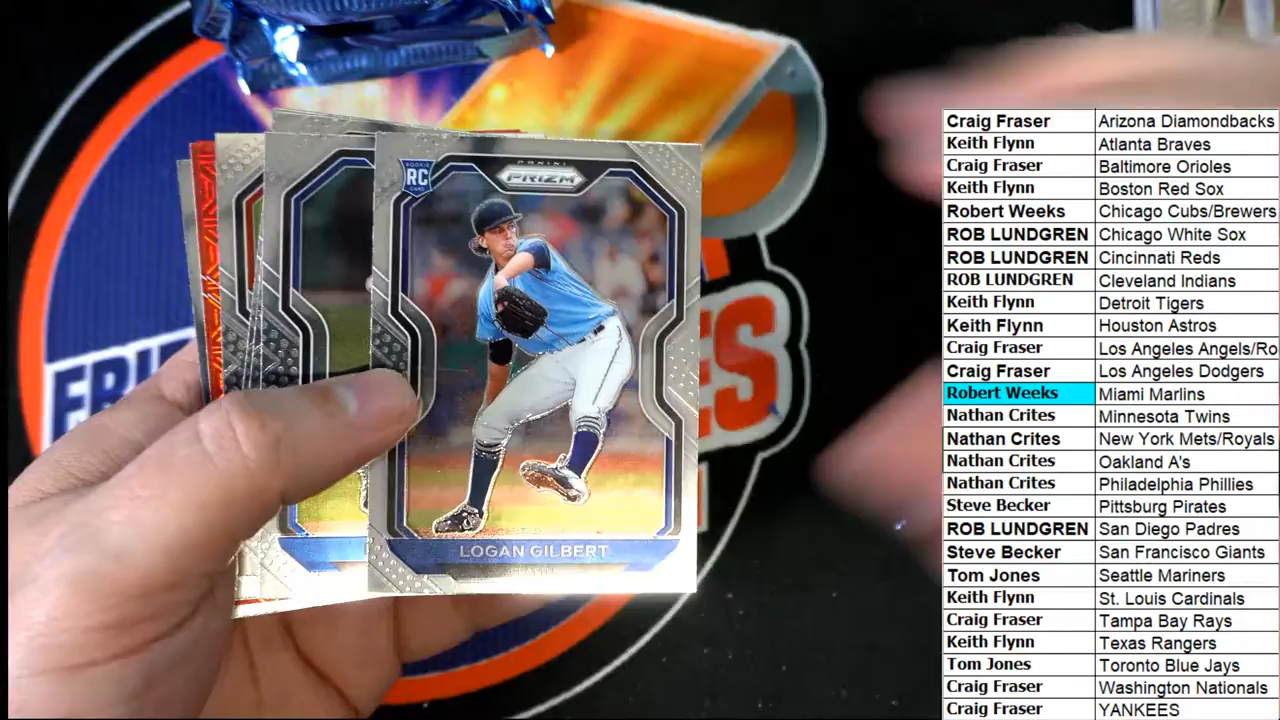 PANINI
PRIZM
ROOKIE
RC
CARD
LOGAN GILBERT
SEATTLE
FRI
ES
Craig Fraser Arizona Diamondbacks
Keith Flynn Atlanta Braves
Craig Fraser Baltimore Orioles
Keith Flynn Boston Red Sox
Robert Weeks Chicago Cubs/Brewers
ROB LUNDGREN Chicago White Sox
ROB LUNDGREN Cincinnati Reds
ROB LUNDGREN Cleveland Indians
Keith Flynn Detroit Tigers
Keith Flynn Houston Astros
Craig Fraser Los Angeles Angels/Ro
Craig Fraser Los Angeles Dodgers
Robert Weeks Miami Marlins
Nathan Crites Minnesota Twins
Nathan Crites New York Mets/Royals
Nathan Crites Oakland A's
Nathan Crites Philadelphia Phillies
Steve Becker Pittsburg Pirates
ROB LUNDGREN San Diego Padres
Steve Becker San Francisco Giants
Tom Jones Seattle Mariners
Keith Flynn St. Louis Cardinals
Craig Fraser Tampa Bay Rays
Keith Flynn Texas Rangers
Tom Jones Toronto Blue Jays
Craig Fraser Washington Nationals
Craig Fraser YANKEES